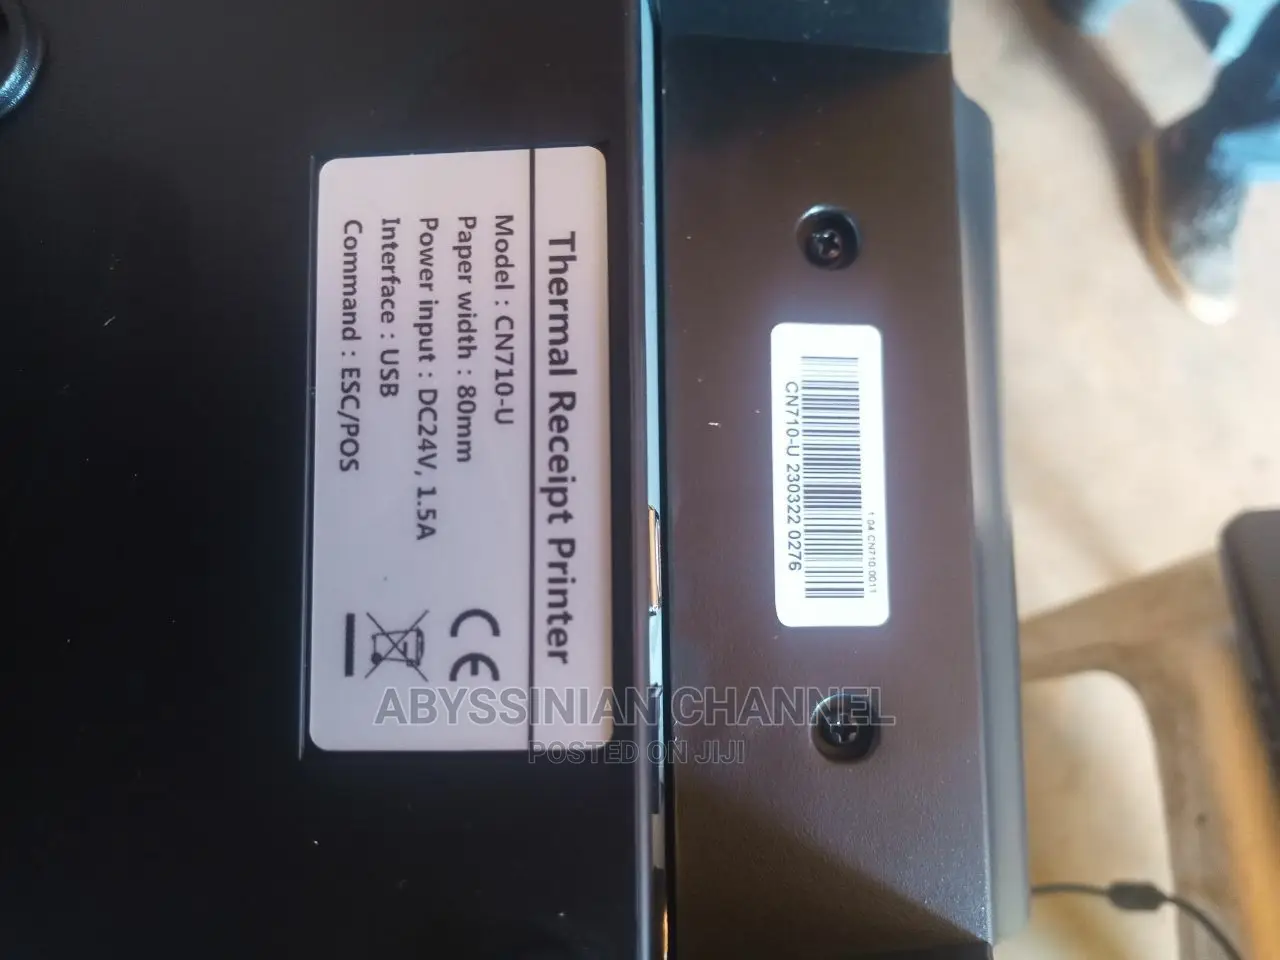 Thermal Receipt Printer
Model : CN710-U
Paper width : 80mm
Power input : DC24V, 1.5A
Interface : USB
Command : ESC/POS
CE
1.04 CN710 0011
CN710-U 230322 0276
ABYSSINIAN CHANNEL
POSTED ON JIJI